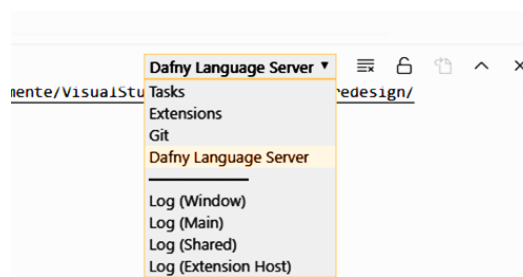 Dafny Language Server
mente/VisualStu edesign/
Tasks
Extensions
Git
Dafny Language Server
Log (Window)
Log (Main)
Log (Shared)
Log (Extension Host)